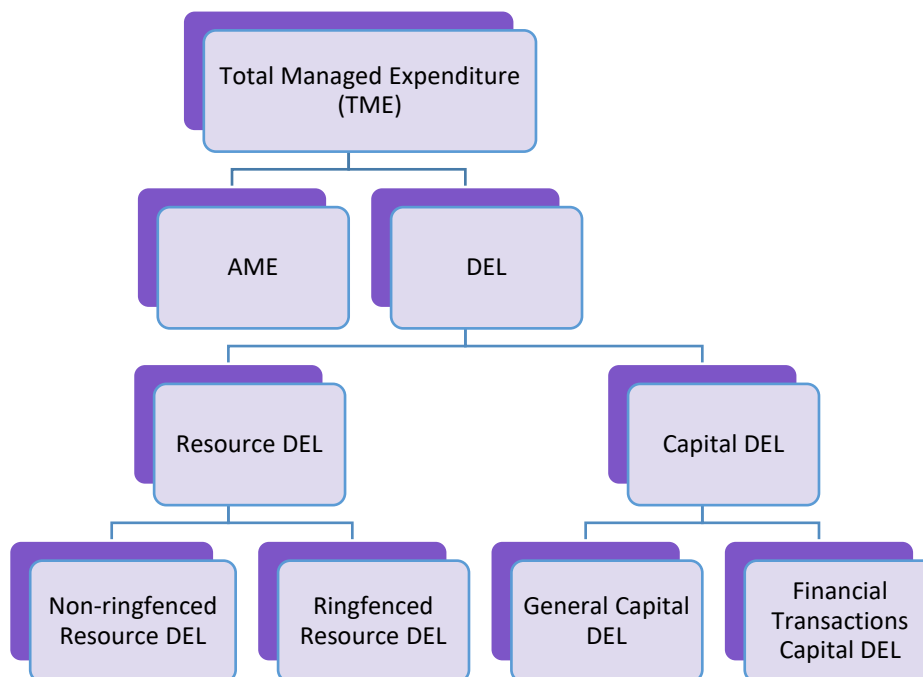 Total Managed Expenditure
(TME)
AME
DEL
Resource DEL
Capital DEL
Non-ringfenced
Resource DEL
Ringfenced
Resource DEL
General Capital
DEL
Financial
Transactions
Capital DEL